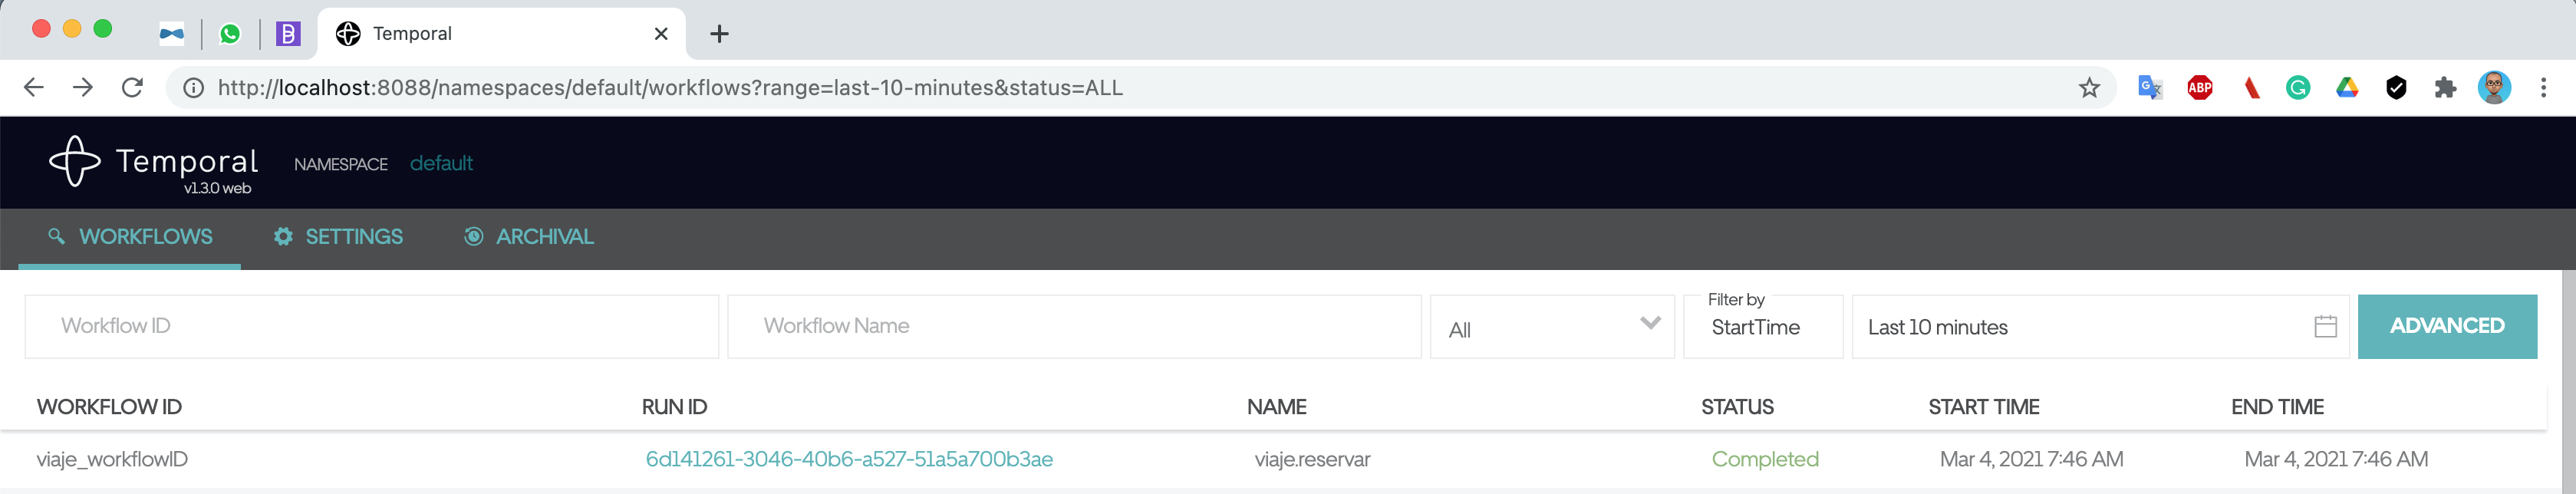 Temporal
http://localhost:8088/namespaces/default/workflows?range=last-10-minutes&status=ALL
ABP
Temporal
v1.3.0 web
NAMESPACE default
WORKFLOWS SETTINGS ARCHIVAL
Workflow ID Workflow Name All Filter by StartTime Last 10 minutes ADVANCED
WORKFLOW ID RUN ID NAME STATUS START TIME END TIME
viaje_workflowID 6d141261-3046-40b6-a527-51a5a700b3ae viaje.reservar Completed Mar 4, 2021 7:46 AM Mar 4, 2021 7:46 AM